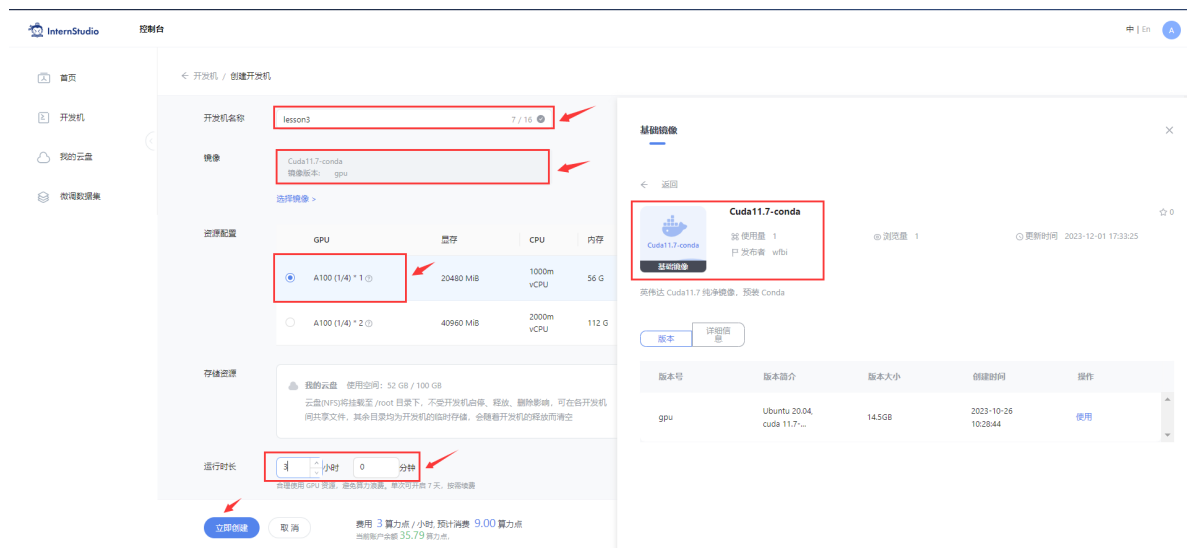 InternStudio
控制台
中 | En
A
首页
开发机
我的云盘
微调数据集
← 开发机 / 创建开发机
开发机名称
lesson3
7 / 16
镜像
Cuda11.7-conda
镜像版本: gpu
选择镜像 >
资源配置
GPU 显存 CPU 内存
A100 (1/4) * 1 20480 MiB 1000m vCPU 56 G
A100 (1/4) * 2 40960 MiB 2000m vCPU 112 G
存储资源
我的云盘 使用空间：52 GB / 100 GB
云盘(NFS)将挂载至 /root 目录下，不受开发机启停、释放、删除影响，可在各开发机
间共享文件，其余目录均为开发机的临时存储，会随着开发机的释放而清空
运行时长
3 小时 0 分钟
合理使用 GPU 资源，避免算力浪费。单次可开启 7 天，按需续费
立即创建
取消
费用 3 算力点 / 小时, 预计消费 9.00 算力点
当前账户余额 35.79 算力点。
基础镜像
← 返回
Cuda11.7-conda
基础镜像
Cuda11.7-conda
使用量 1
浏览量 1
更新时间 2023-12-01 17:33:25
发布者 wfbi
0
英伟达 Cuda11.7 纯净镜像，预装 Conda
版本
详细信
息
版本号 版本简介 版本大小 创建时间 操作
gpu
Ubuntu 20.04,
cuda 11.7-...
14.5GB
2023-10-26
10:28:44
使用